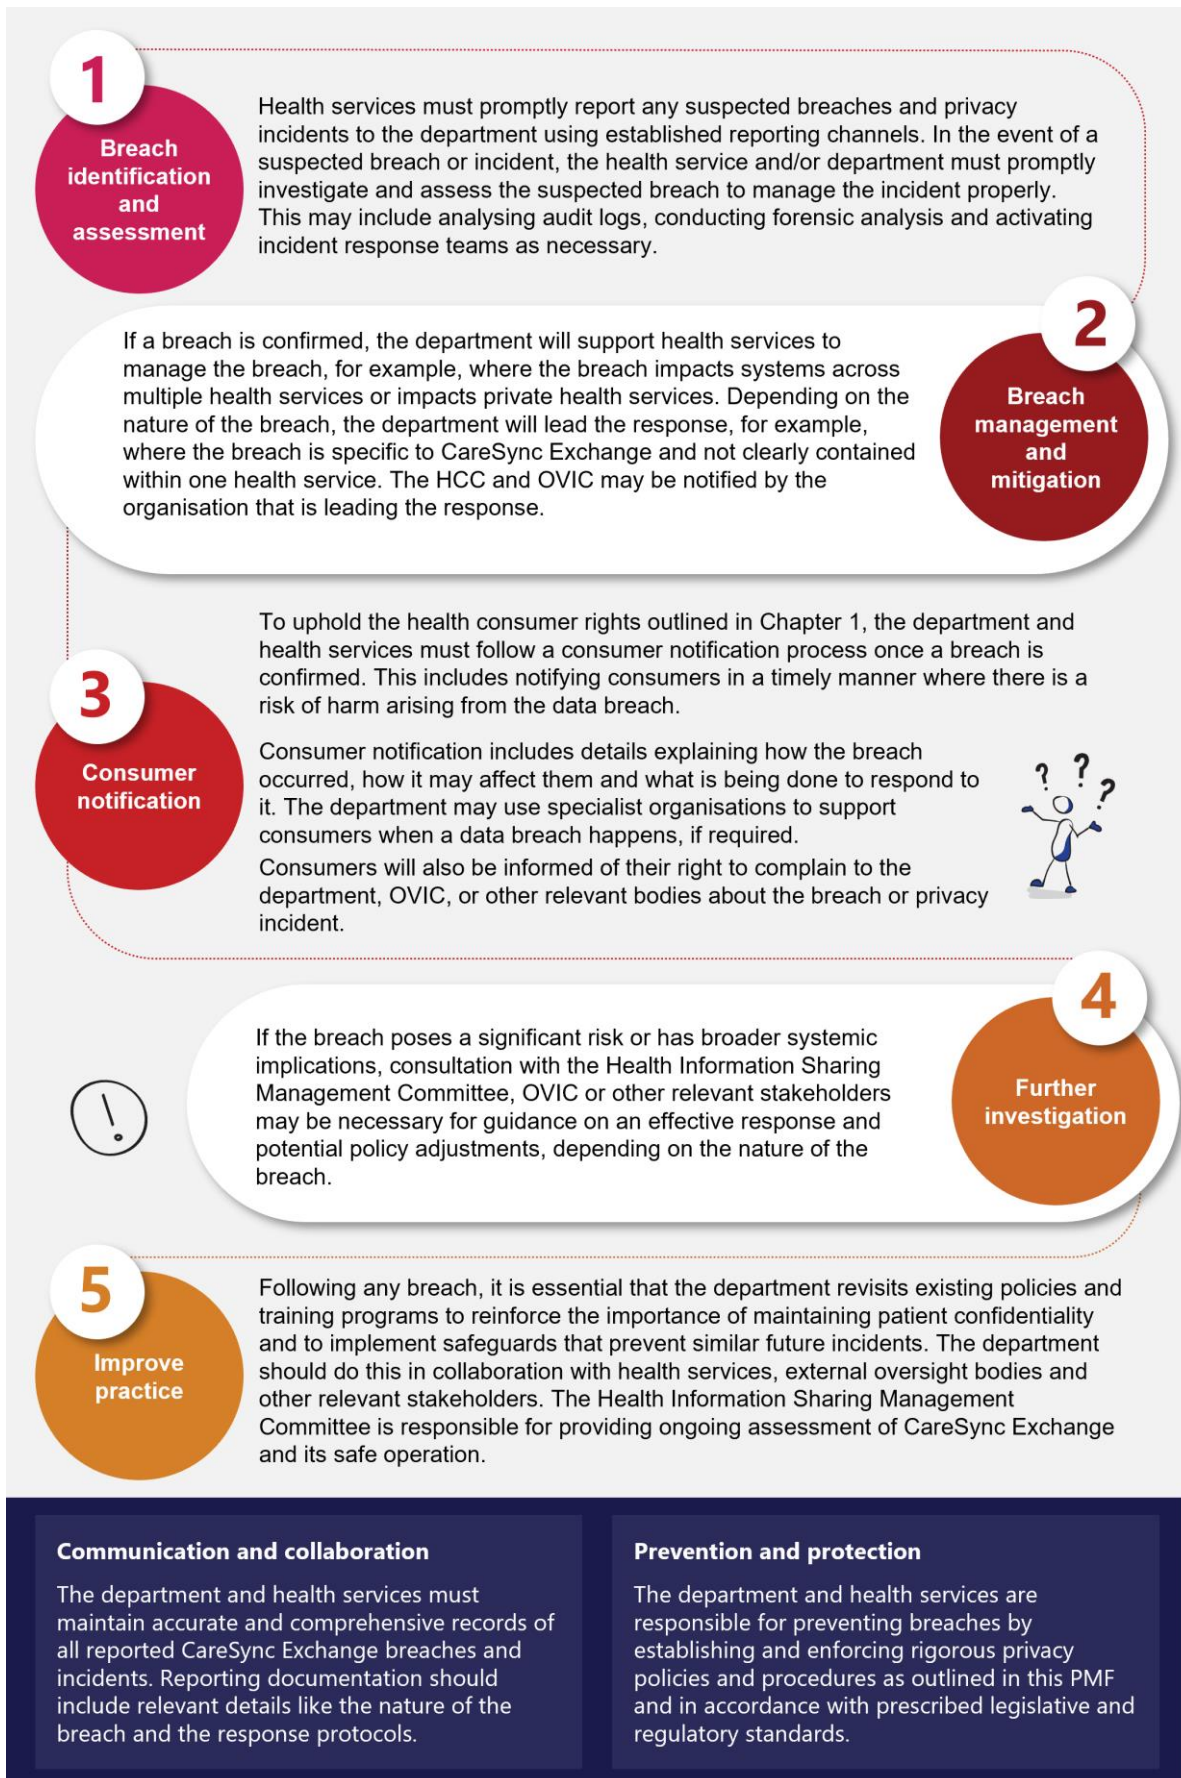 1
Breach
identification
and
assessment
Health services must promptly report any suspected breaches and privacy
incidents to the department using established reporting channels. In the event of a
suspected breach or incident, the health service and/or department must promptly
investigate and assess the suspected breach to manage the incident properly.
This may include analysing audit logs, conducting forensic analysis and activating
incident response teams as necessary.
2
Breach
management
and
mitigation
If a breach is confirmed, the department will support health services to
manage the breach, for example, where the breach impacts systems across
multiple health services or impacts private health services. Depending on the
nature of the breach, the department will lead the response, for example,
where the breach is specific to CareSync Exchange and not clearly contained
within one health service. The HCC and OVIC may be notified by the
organisation that is leading the response.
3
Consumer
notification
To uphold the health consumer rights outlined in Chapter 1, the department and
health services must follow a consumer notification process once a breach is
confirmed. This includes notifying consumers in a timely manner where there is a
risk of harm arising from the data breach.
Consumer notification includes details explaining how the breach
occurred, how it may affect them and what is being done to respond to
it. The department may use specialist organisations to support
consumers when a data breach happens, if required.
Consumers will also be informed of their right to complain to the
department, OVIC, or other relevant bodies about the breach or privacy
incident.
? ? ?
4
Further
investigation
If the breach poses a significant risk or has broader systemic
implications, consultation with the Health Information Sharing
Management Committee, OVIC or other relevant stakeholders
may be necessary for guidance on an effective response and
potential policy adjustments, depending on the nature of the
breach.
!
5
Improve
practice
Following any breach, it is essential that the department revisits existing policies and
training programs to reinforce the importance of maintaining patient confidentiality
and to implement safeguards that prevent similar future incidents. The department
should do this in collaboration with health services, external oversight bodies and
other relevant stakeholders. The Health Information Sharing Management
Committee is responsible for providing ongoing assessment of CareSync Exchange
and its safe operation.
Communication and collaboration
The department and health services must
maintain accurate and comprehensive records of
all reported CareSync Exchange breaches and
incidents. Reporting documentation should
include relevant details like the nature of the
breach and the response protocols.
Prevention and protection
The department and health services are
responsible for preventing breaches by
establishing and enforcing rigorous privacy
policies and procedures as outlined in this PMF
and in accordance with prescribed legislative and
regulatory standards.